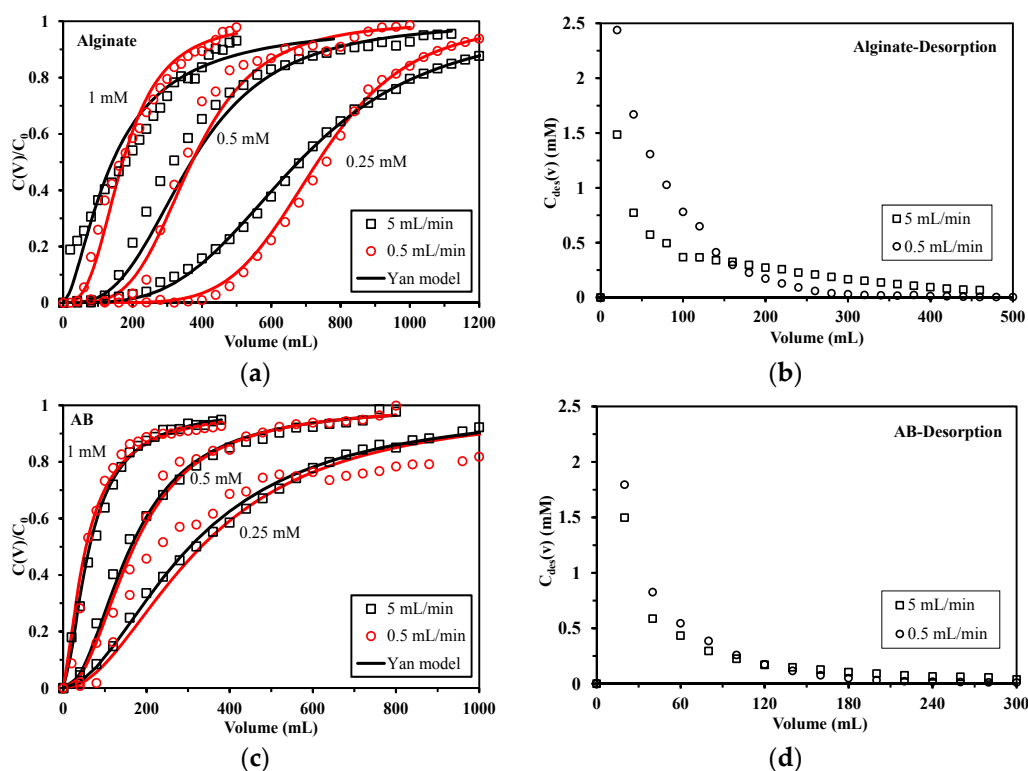 Alginate
1
0.8
0.6
0.4
0.2
0
C(V)/C0
1 mM
0.5 mM
0.25 mM
5 mL/min
0.5 mL/min
Yan model
0 200 400 600 800 1000 1200
Volume (mL)
(a)
Alginate-Desorption
2.5
2
1.5
1
0.5
0
Cdes(v) (mM)
5 mL/min
0.5 mL/min
0 100 200 300 400 500
Volume (mL)
(b)
AB
1
0.8
0.6
0.4
0.2
0
C(V)/C0
1 mM
0.5 mM
0.25 mM
5 mL/min
0.5 mL/min
Yan model
0 200 400 600 800 1000
Volume (mL)
(c)
AB-Desorption
2.5
2
1.5
1
0.5
0
Cdes(v) (mM)
5 mL/min
0.5 mL/min
0 60 120 180 240 300
Volume (mL)
(d)